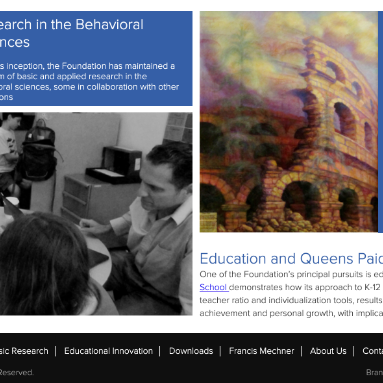 earch in the Behavioral
nces
s inception, the Foundation has maintained a
m of basic and applied research in the
oral sciences, some in collaboration with other
ons
Education and Queens Paid
One of the Foundation's principal pursuits is ed
School demonstrates how its approach to K-12
teacher ratio and individualization tools, results
achievement and personal growth, with implica
sic Research | Educational Innovation | Downloads | Francis Mechner | About Us | Conta
Reserved.
Bran